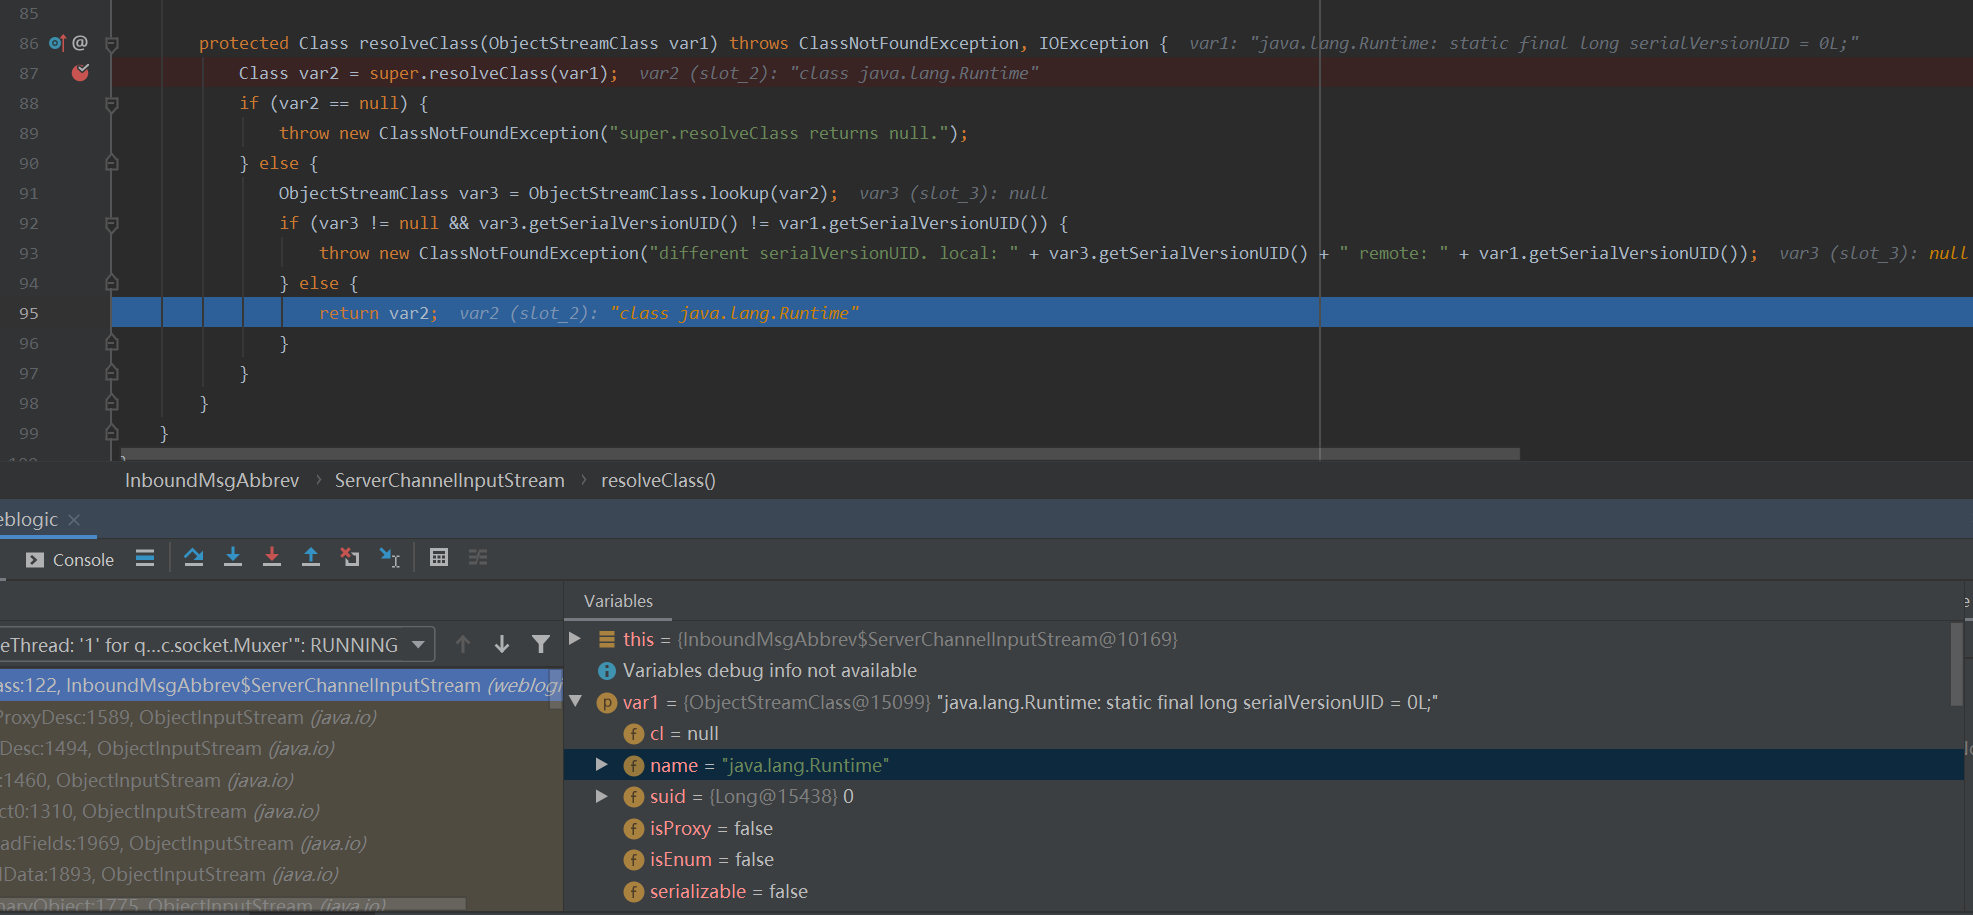 85
86 @ protected Class resolveClass(ObjectStreamClass var1) throws ClassNotFoundException, IOException { var1: "java.lang.Runtime: static final long serialVersionUID = 0L;"
87 Class var2 = super.resolveClass(var1); var2 (slot_2): "class java.lang.Runtime"
88 if (var2 == null) {
89 throw new ClassNotFoundException("super.resolveClass returns null.");
90 } else {
91 ObjectStreamClass var3 = ObjectStreamClass.lookup(var2); var3 (slot_3): null
92 if (var3 != null && var3.getSerialVersionUID() != var1.getSerialVersionUID()) {
93 throw new ClassNotFoundException("different serialVersionUID. local: " + var3.getSerialVersionUID() + " remote: " + var1.getSerialVersionUID()); var3 (slot_3): null
94 } else {
95 return var2; var2 (slot_2): "class java.lang.Runtime"
96 }
97 }
98 }
99 }
InboundMsgAbbrev › ServerChannelInputStream › resolveClass()
eblogic ×
Console
Variables
eThread: '1' for q...c.socket.Muxer'": RUNNING
ass:122, InboundMsgAbbrev$ServerChannelInputStream (weblogi
ProxyDesc:1589, ObjectInputStream (java.io)
Desc:1494, ObjectInputStream (java.io)
:1460, ObjectInputStream (java.io)
ct0:1310, ObjectInputStream (java.io)
adFields:1969, ObjectInputStream (java.io)
lData:1893, ObjectInputStream (java.io)
naryObject:1775, ObjectInputStream (java.io)
this = {InboundMsgAbbrev$ServerChannelInputStream@10169}
Variables debug info not available
p var1 = {ObjectStreamClass@15099} "java.lang.Runtime: static final long serialVersionUID = 0L;"
f cl = null
f name = "java.lang.Runtime"
f suid = {Long@15438} 0
f isProxy = false
f isEnum = false
f serializable = false